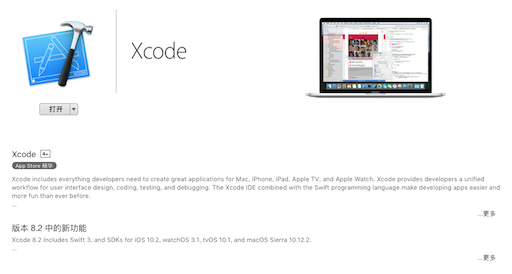 Xcode
打开
Xcode 4+
App Store 精华
Xcode includes everything developers need to create great applications for Mac, iPhone, iPad, Apple TV, and Apple Watch. Xcode provides developers a unified
workflow for user interface design, coding, testing, and debugging. The Xcode IDE combined with the Swift programming language make developing apps easier and
more fun than ever before.
...
...更多
版本 8.2 中的新功能
Xcode 8.2 includes Swift 3, and SDKs for iOS 10.2, watchOS 3.1, tvOS 10.1, and macOS Sierra 10.12.2.
...
...更多